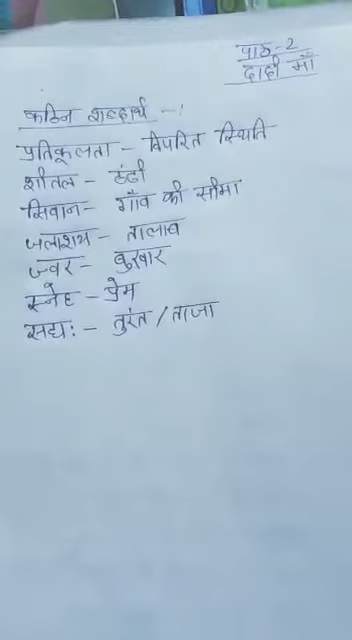 पाठ-2
दादी माँ
कठिन शब्दार्थ -:
प्रतिकूलता - विपरित स्थिति
शीतल - ठंढी
सिवान - गाँव की सीमा
जलाशय - तालाब
ज्वर - बुखार
स्नेह - प्रेम
सद्यः - तुरंत / ताजा